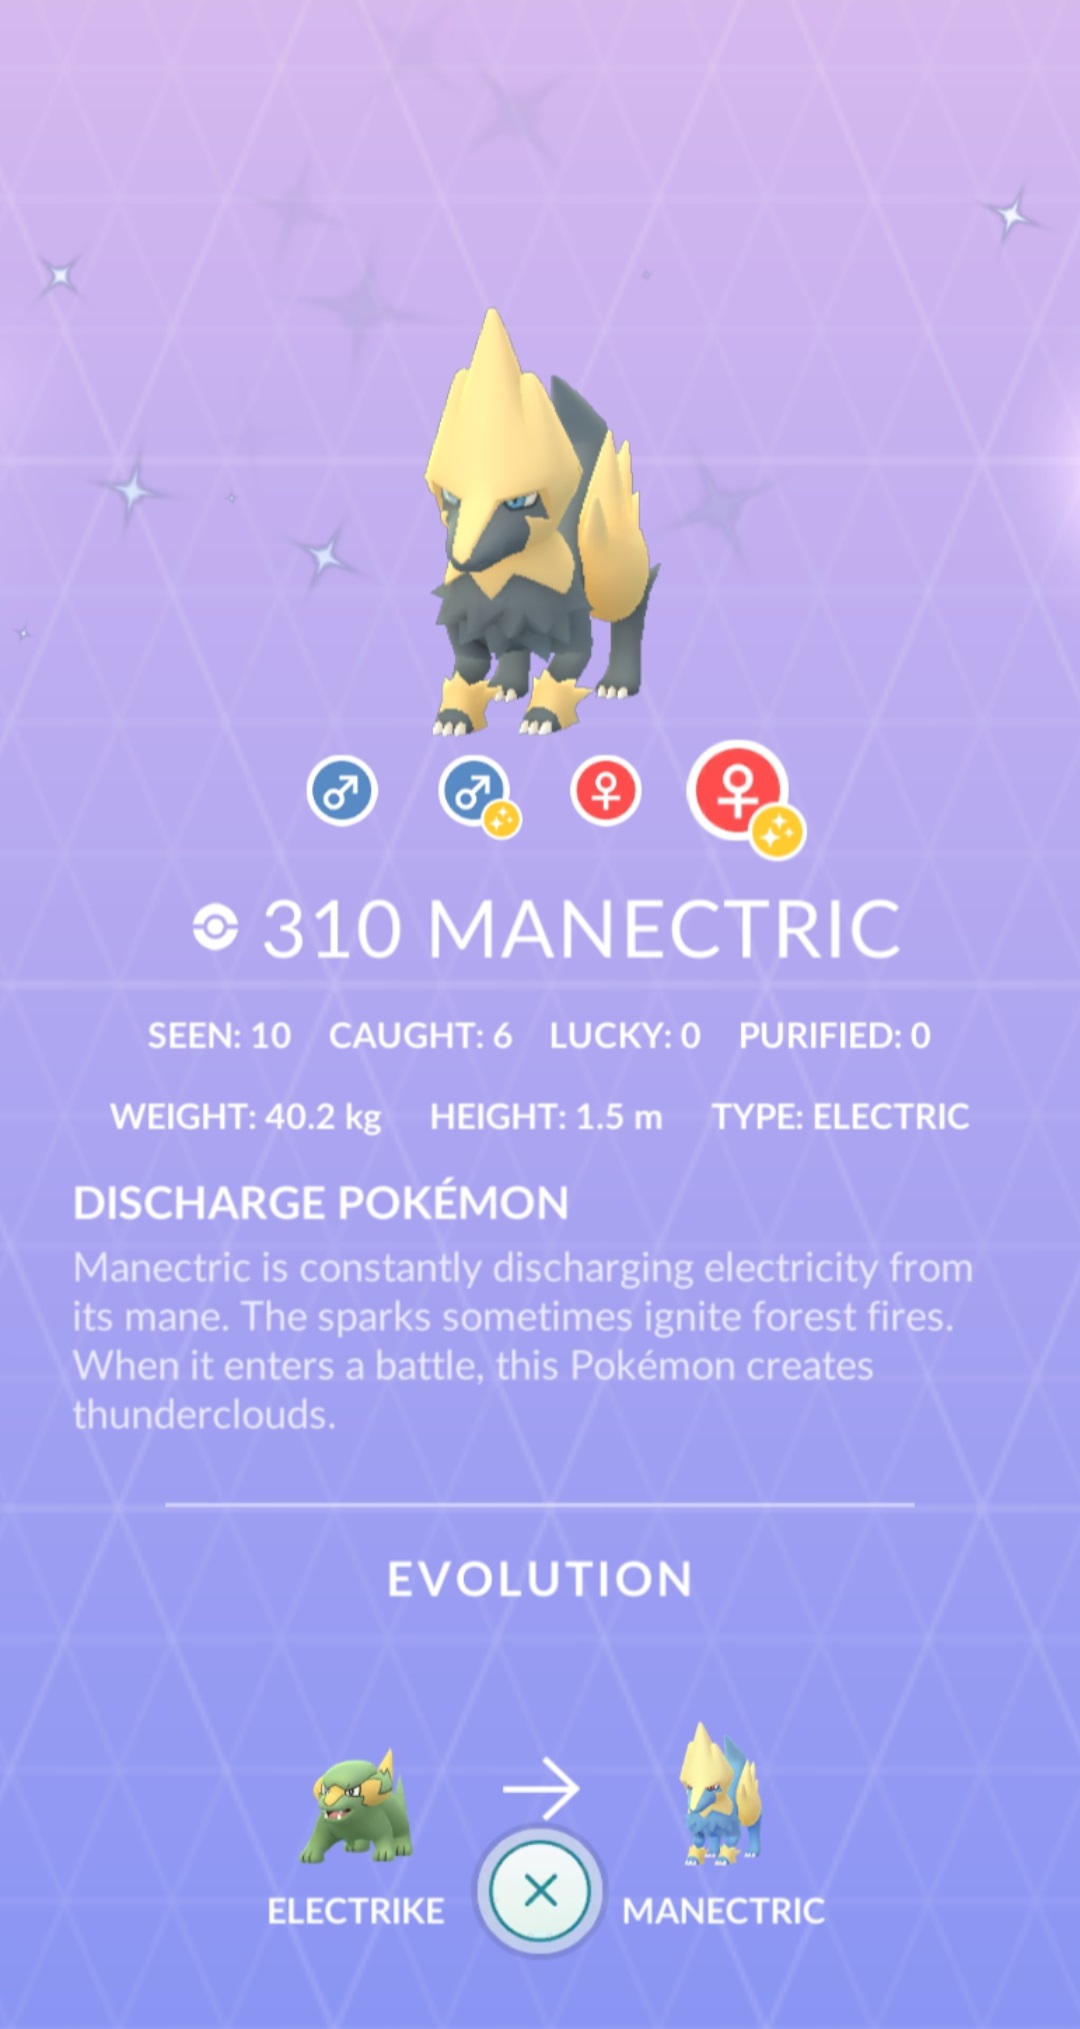 310 MANECTRIC
SEEN: 10 CAUGHT: 6 LUCKY: 0 PURIFIED: 0
WEIGHT: 40.2 kg HEIGHT: 1.5 m TYPE: ELECTRIC
DISCHARGE POKÉMON
Manectric is constantly discharging electricity from
its mane. The sparks sometimes ignite forest fires.
When it enters a battle, this Pokémon creates
thunderclouds.
EVOLUTION
ELECTRIKE MANECTRIC